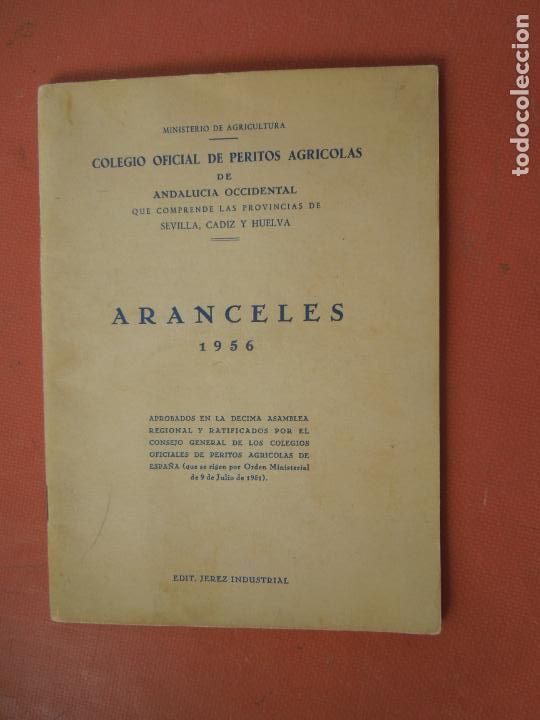 MINISTERIO DE AGRICULTURA
COLEGIO OFICIAL DE PERITOS AGRICOLAS
DE
ANDALUCIA OCCIDENTAL
QUE COMPRENDE LAS PROVINCIAS DE
SEVILLA, CADIZ Y HUELVA
ARANCELES
1956
APROBADOS EN LA DECIMA ASAMBLEA
REGIONAL Y RATIFICADOS POR EL
CONSEJO GENERAL DE LOS COLEGIOS
OFICIALES DE PERITOS AGRICOLAS DE
ESPAÑA (que se rigen por Orden Ministerial
de 9 de Julio de 1951).
EDIT. JEREZ INDUSTRIAL
todocoleccion
todocoleccion.net